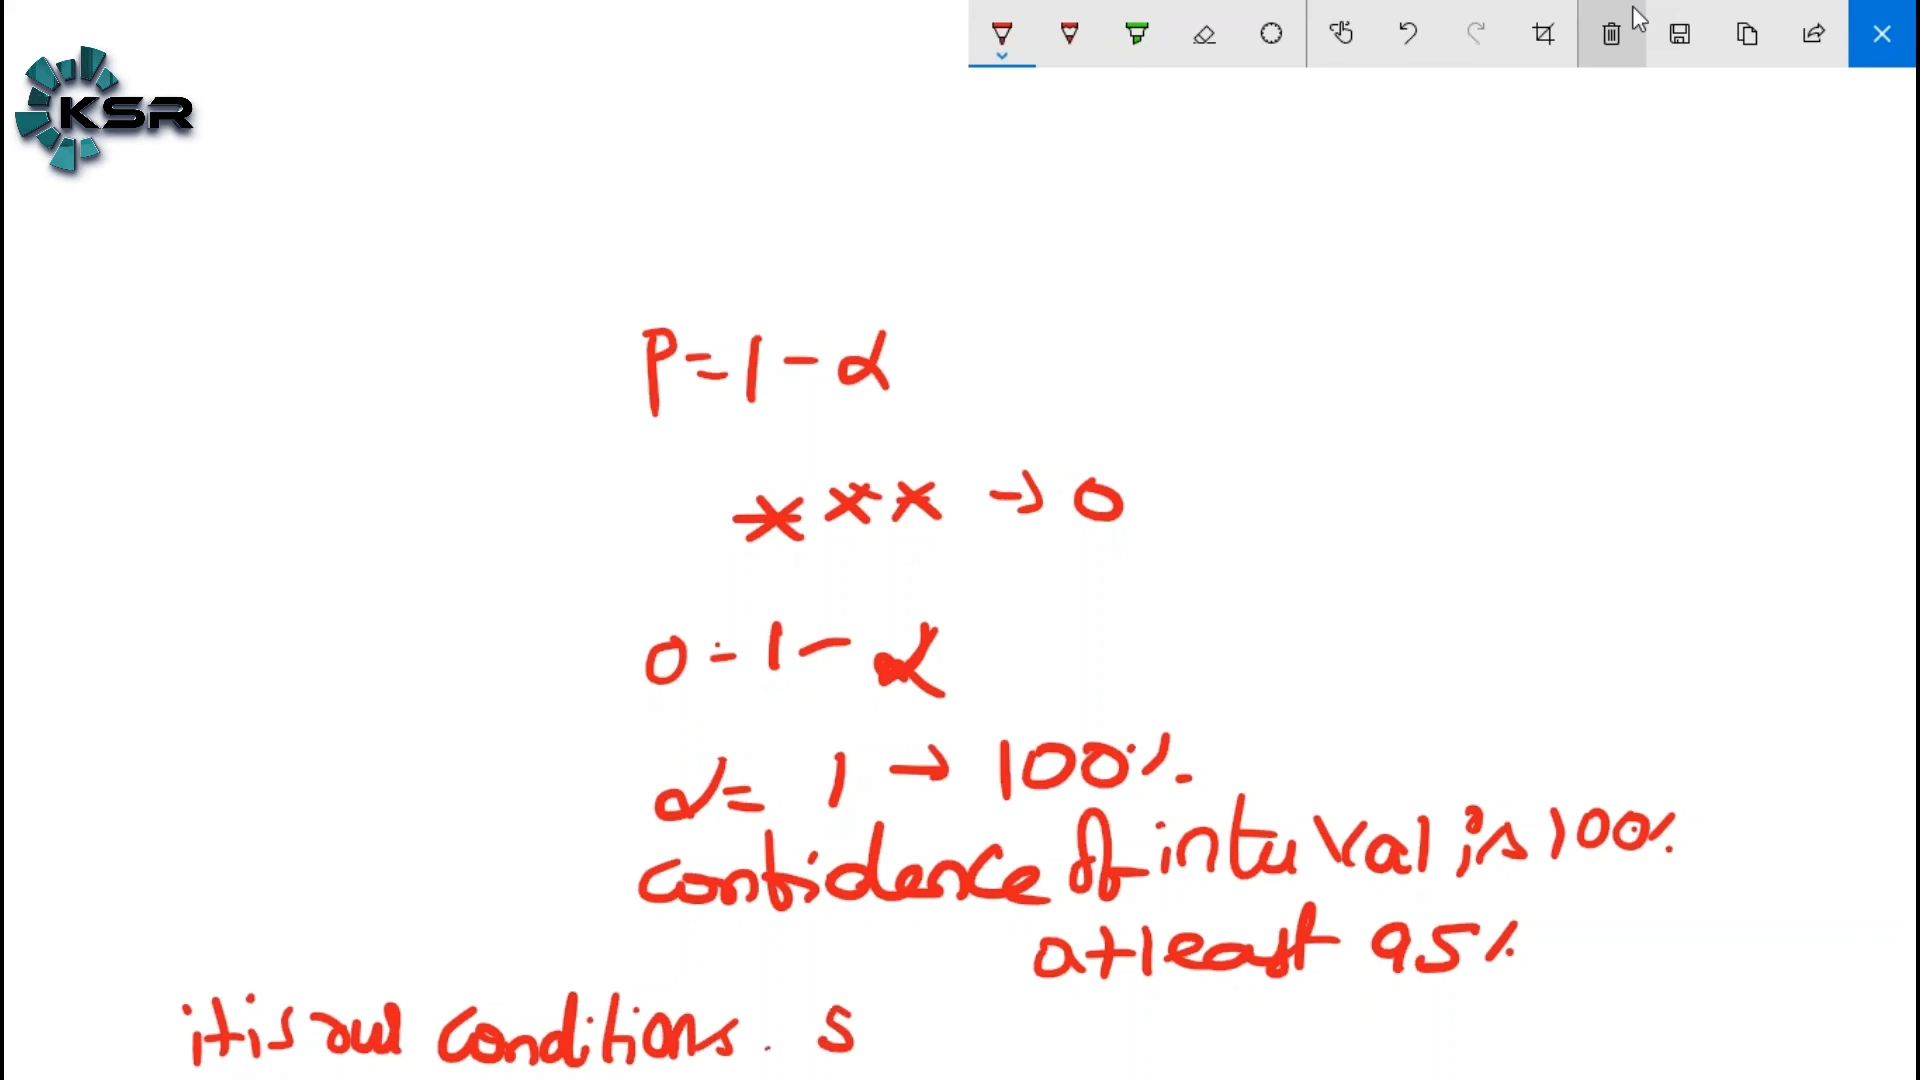 KSR
P = 1 - α
*** → 0
0 = 1 - α
α = 1 → 100%.
confidence of interval is 100%.
atleast 95%
it is our conditions. s